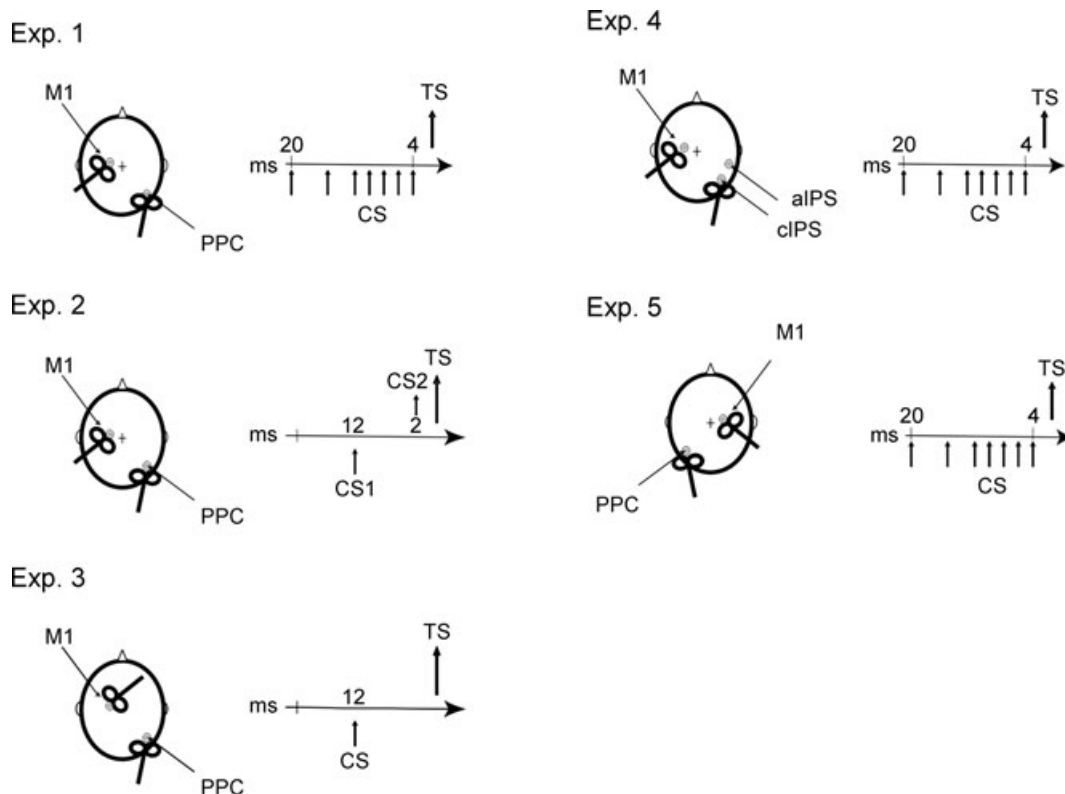 Exp. 1
M1
PPC
TS
20 4
ms
CS
Exp. 2
M1
PPC
TS
CS2
12 2
ms
CS1
Exp. 3
M1
PPC
TS
12
ms
CS
Exp. 4
M1
aIPS
cIPS
TS
20 4
ms
CS
Exp. 5
M1
PPC
TS
20 4
ms
CS